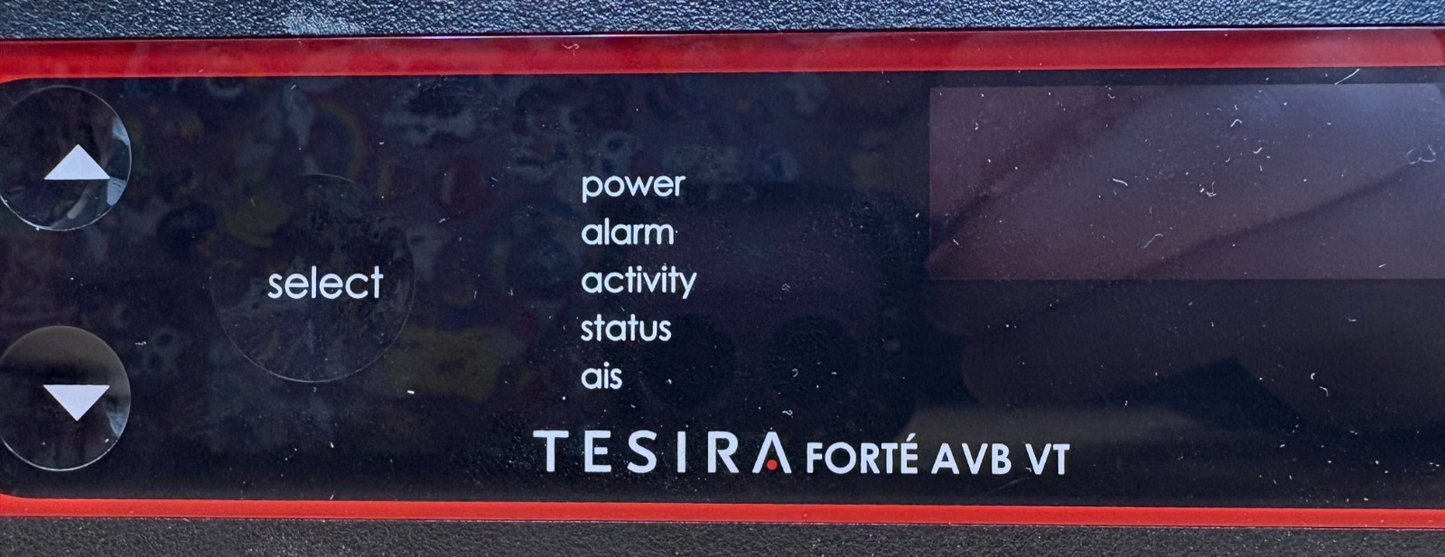 select
power
alarm
activity
status
ais
TESIRA FORTÉ AVB VT